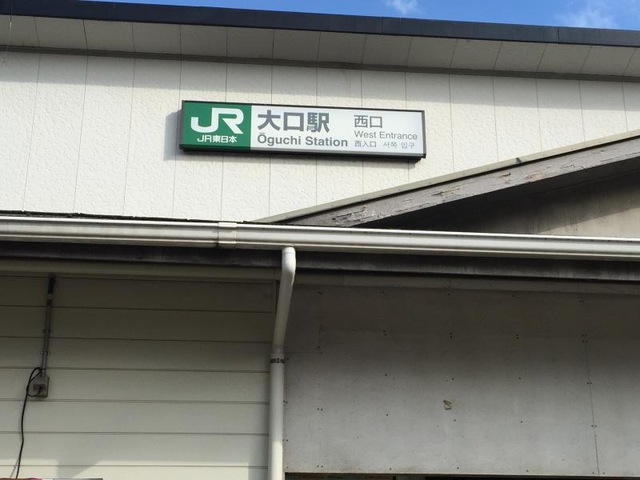 JR
JR東日本
大口駅
Ōguchi Station
西口
West Entrance
西入口 서쪽 입구